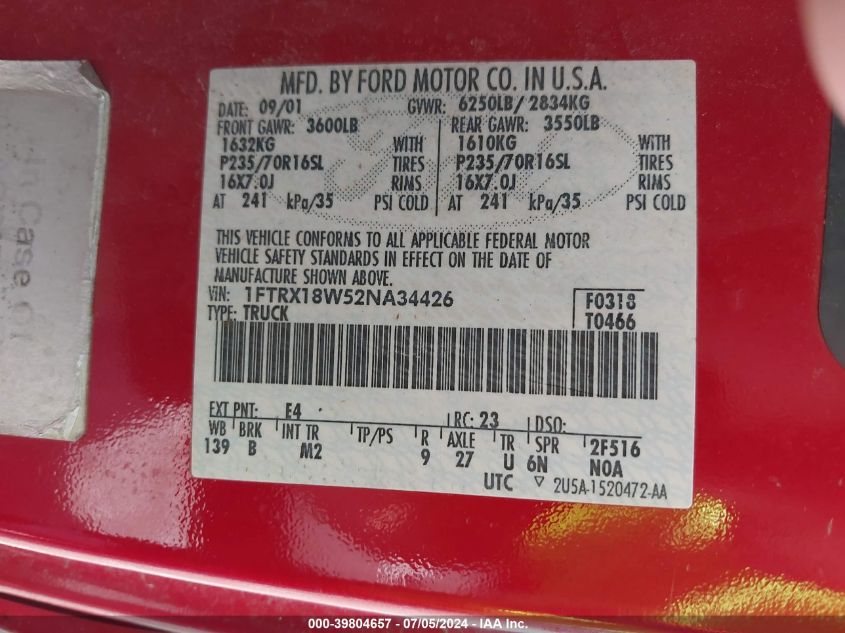 MFD. BY FORD MOTOR CO. IN U.S.A.
DATE: 09/01 GVWR: 6250LB/ 2834KG
FRONT GAWR: 3600LB REAR GAWR: 3550LB
1632KG WITH 1610KG WITH
P235/70R16SL TIRES P235/70R16SL TIRES
16X7.0J RIMS 16X7.0J RIMS
AT 241 kPa/35 PSI COLD AT 241 kPa/35 PSI COLD
THIS VEHICLE CONFORMS TO ALL APPLICABLE FEDERAL MOTOR
VEHICLE SAFETY STANDARDS IN EFFECT ON THE DATE OF
MANUFACTURE SHOWN ABOVE.
VIN: 1FTRX18W52NA34426 F0318
TYPE: TRUCK T0466
EXT PNT: E4 RC: 23 DSO:
WB BRK INT TR TP/PS R AXLE TR SPR 2F516
139 B M2 9 27 U 6N N0A
UTC ▽ 2U5A-1520472-AA
In Case Of
000-39804657 / 07/05/2024 - IAA Inc.